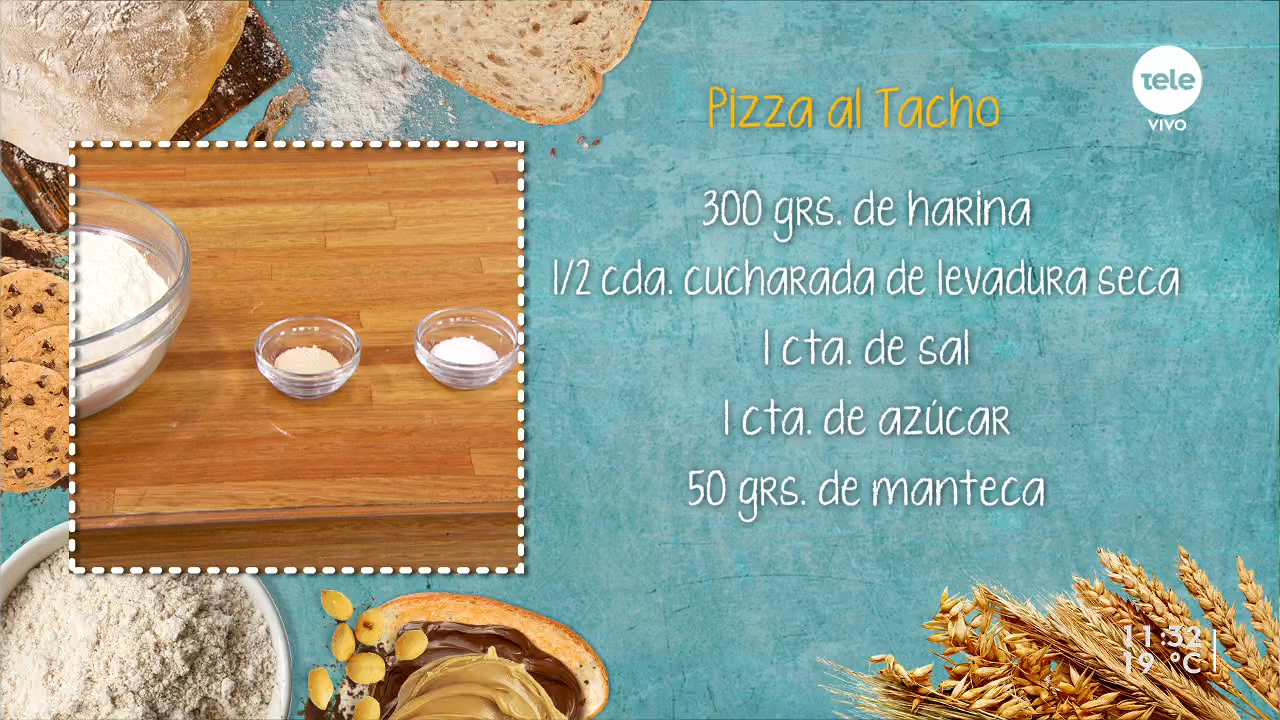 Pizza al Tacho
tele
VIVO
300 grs. de harina
1/2 cda. cucharada de levadura seca
1 cta. de sal
1 cta. de azúcar
50 grs. de manteca
11:32
19 °C